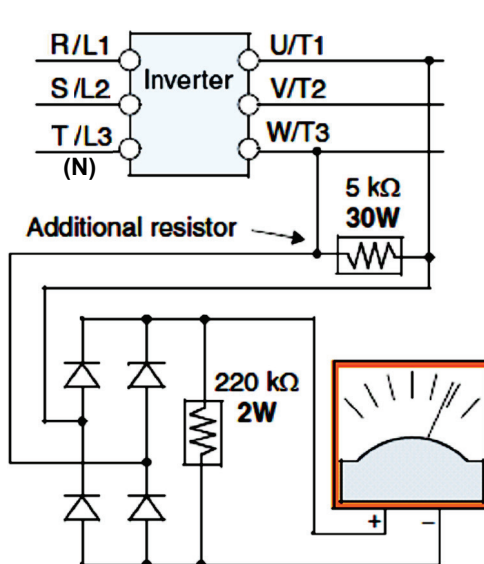 R/L1
U/T1
S/L2
Inverter
V/T2
T/L3
W/T3
(N)
5 kΩ
30W
Additional resistor
220 kΩ
2W
+
−